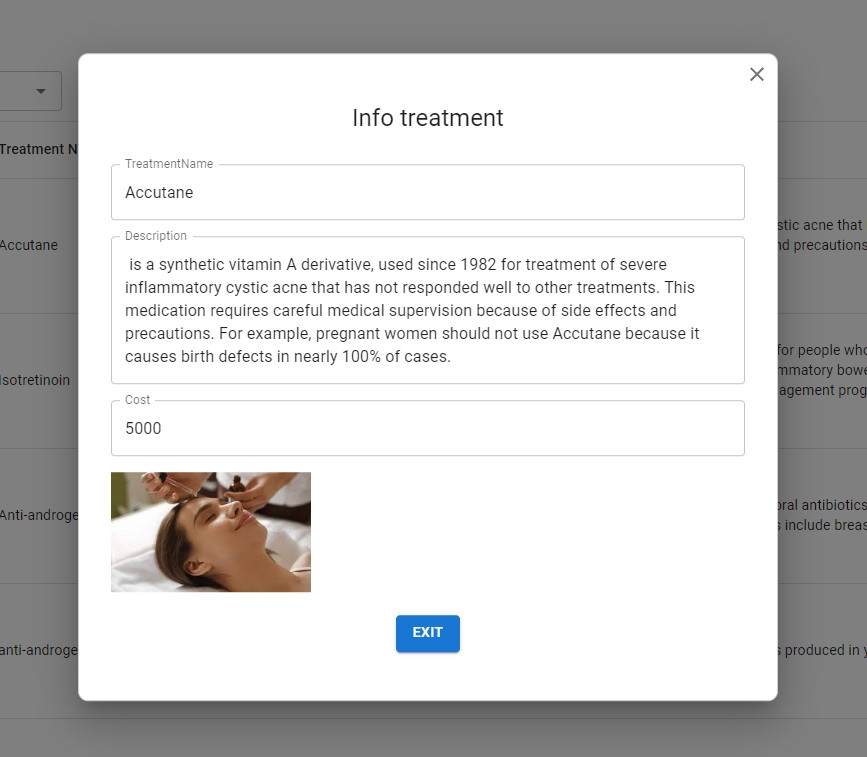 Info treatment
TreatmentName
Accutane
Description
is a synthetic vitamin A derivative, used since 1982 for treatment of severe
inflammatory cystic acne that has not responded well to other treatments. This
medication requires careful medical supervision because of side effects and
precautions. For example, pregnant women should not use Accutane because it
causes birth defects in nearly 100% of cases.
Cost
5000
EXIT
Treatment N
Accutane
stic acne that
nd precautions
Isotretinoin
for people who
mmatory bowe
agement prog
Anti-androge
oral antibiotics
s include breas
anti-androge
s produced in y